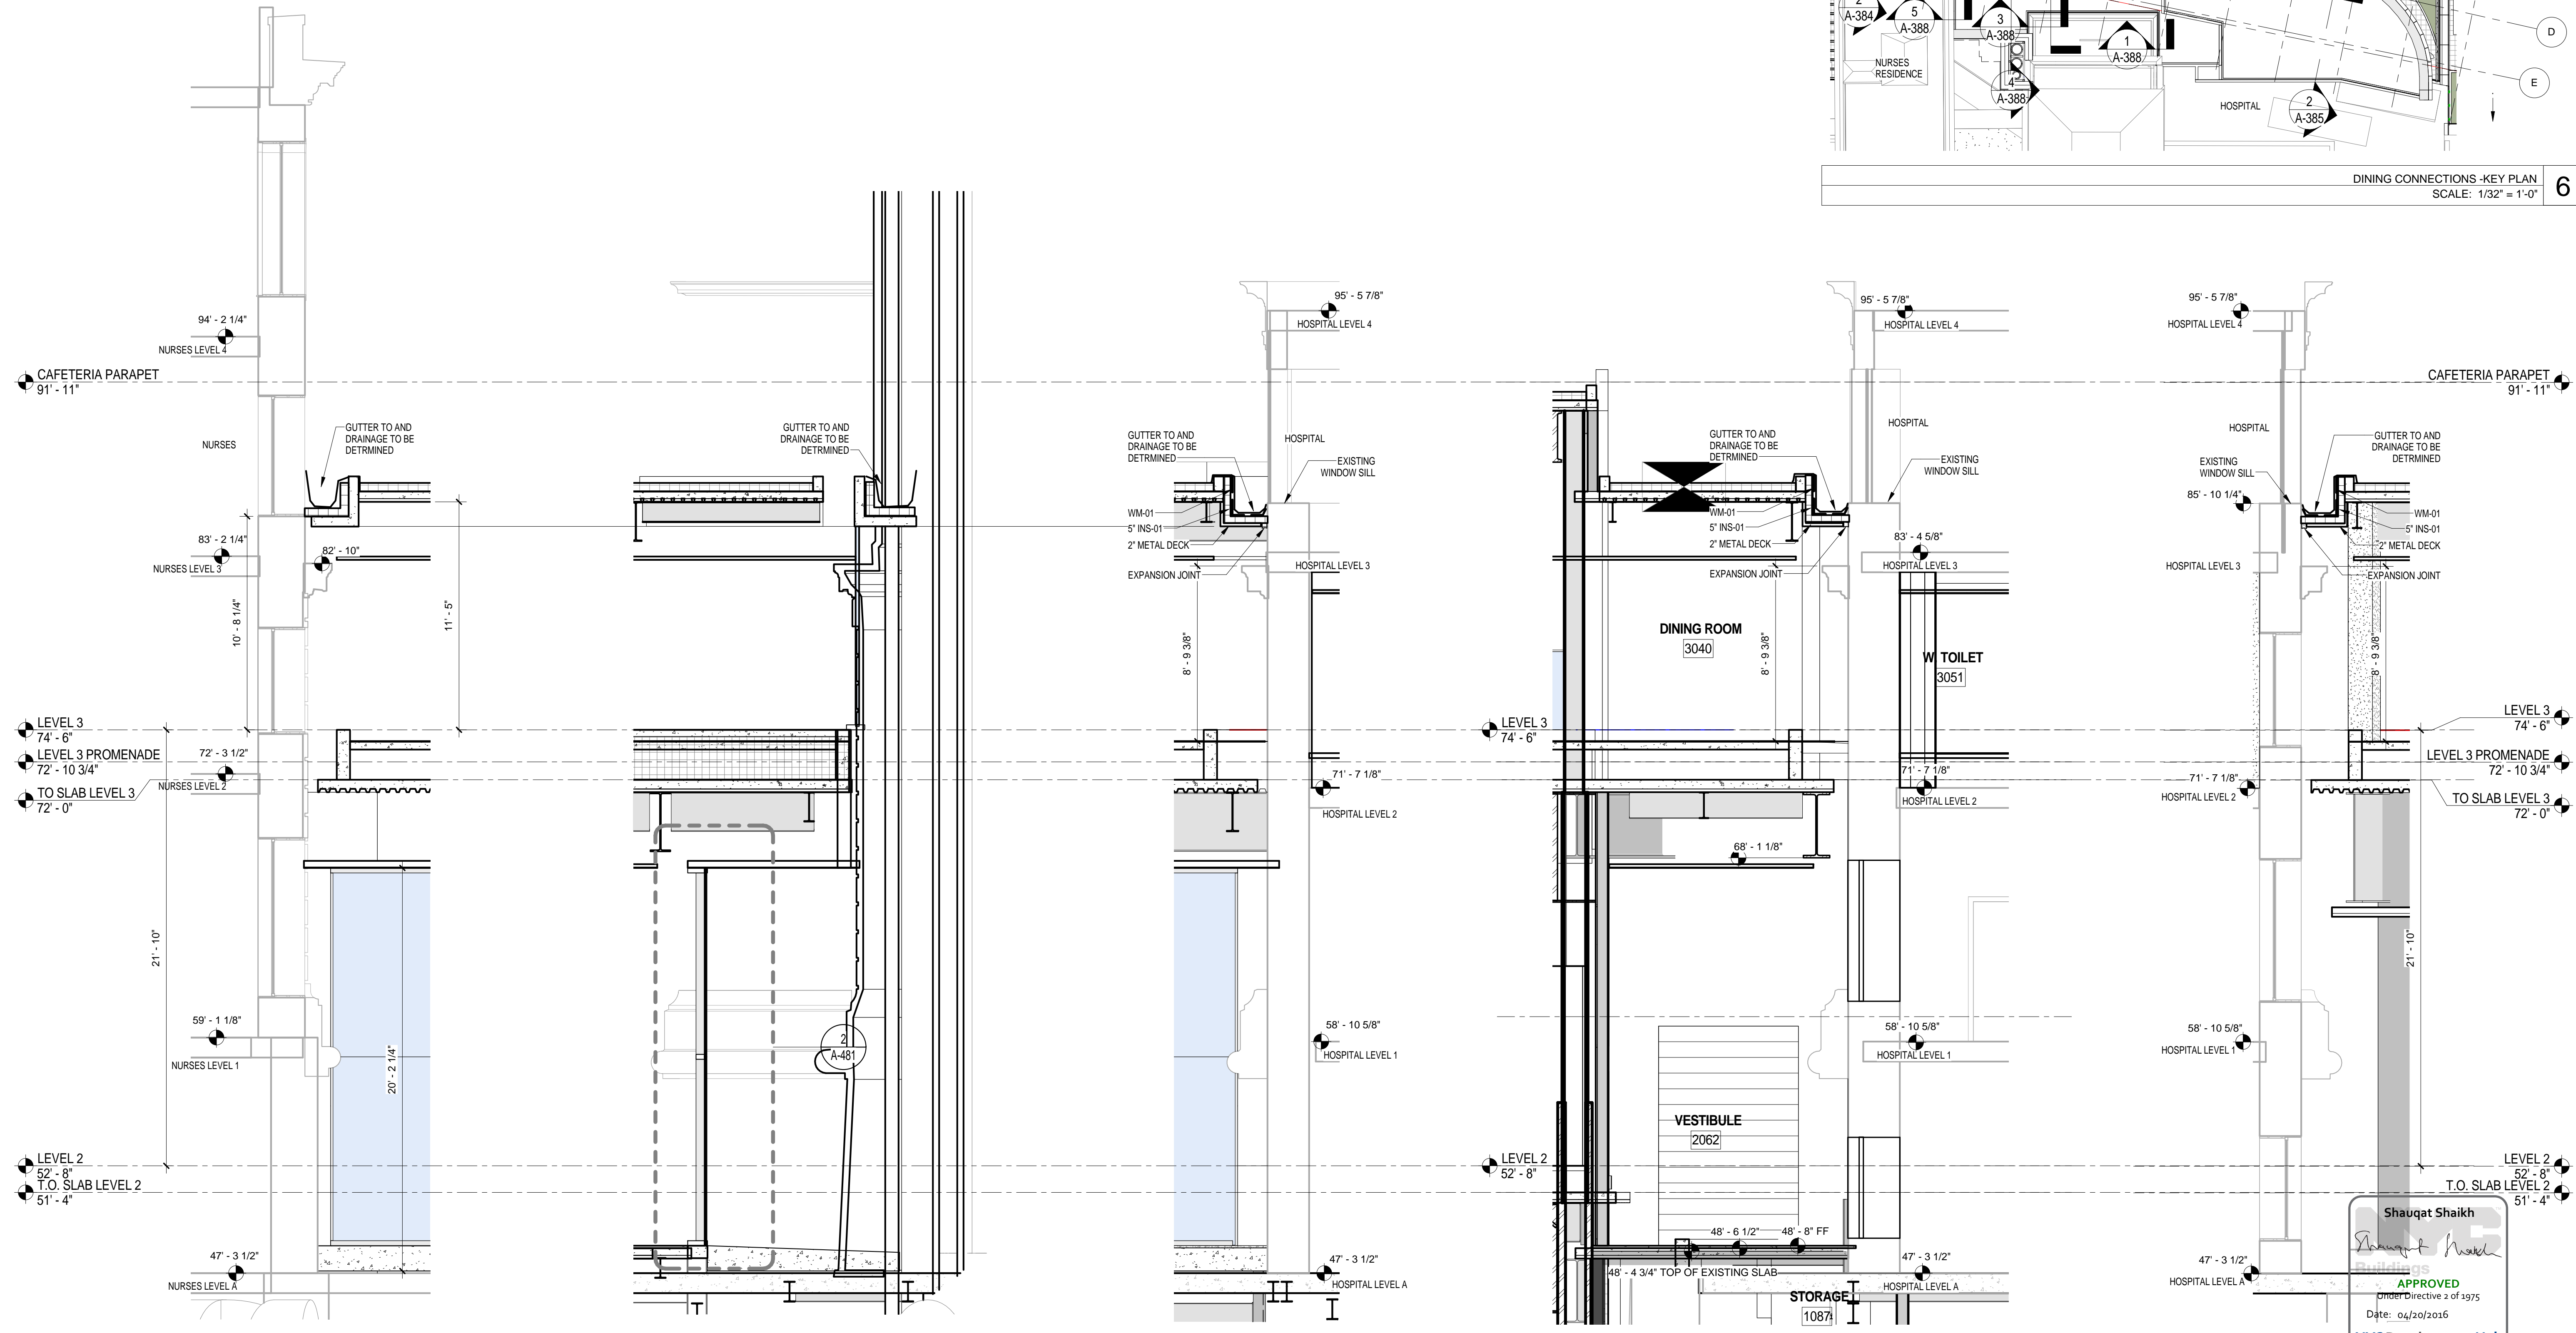 2
A-384
5
A-388
3
A-388
1
A-388
4
A-388
2
A-385
NURSES
RESIDENCE
HOSPITAL
D
E
DINING CONNECTIONS -KEY PLAN
SCALE: 1/32" = 1'-0"
6
94' - 2 1/4"
NURSES LEVEL 4
CAFETERIA PARAPET
91' - 11"
NURSES
GUTTER TO AND
DRAINAGE TO BE
DETRMINED
83' - 2 1/4"
NURSES LEVEL 3
82' - 10"
10' - 8 1/4"
11' - 5"
LEVEL 3
74' - 6"
LEVEL 3 PROMENADE
72' - 10 3/4"
TO SLAB LEVEL 3
72' - 0"
72' - 3 1/2"
NURSES LEVEL 2
21' - 10"
59' - 1 1/8"
NURSES LEVEL 1
20' - 2 1/4"
LEVEL 2
52' - 8"
T.O. SLAB LEVEL 2
51' - 4"
47' - 3 1/2"
NURSES LEVEL A
GUTTER TO AND
DRAINAGE TO BE
DETRMINED
2
A-481
95' - 5 7/8"
HOSPITAL LEVEL 4
GUTTER TO AND
DRAINAGE TO BE
DETRMINED
HOSPITAL
EXISTING
WINDOW SILL
WM-01
5" INS-01
2" METAL DECK
EXPANSION JOINT
HOSPITAL LEVEL 3
8' - 9 3/8"
71' - 7 1/8"
HOSPITAL LEVEL 2
58' - 10 5/8"
HOSPITAL LEVEL 1
47' - 3 1/2"
HOSPITAL LEVEL A
95' - 5 7/8"
HOSPITAL LEVEL 4
GUTTER TO AND
DRAINAGE TO BE
DETRMINED
HOSPITAL
EXISTING
WINDOW SILL
WM-01
5" INS-01
2" METAL DECK
EXPANSION JOINT
83' - 4 5/8"
HOSPITAL LEVEL 3
DINING ROOM
3040
8' - 9 3/8"
W. TOILET
3051
LEVEL 3
74' - 6"
71' - 7 1/8"
HOSPITAL LEVEL 2
68' - 1 1/8"
58' - 10 5/8"
HOSPITAL LEVEL 1
VESTIBULE
2062
LEVEL 2
52' - 8"
48' - 6 1/2"
48' - 8" FF
48' - 4 3/4" TOP OF EXISTING SLAB
47' - 3 1/2"
HOSPITAL LEVEL A
STORAGE
1087
95' - 5 7/8"
HOSPITAL LEVEL 4
CAFETERIA PARAPET
91' - 11"
HOSPITAL
GUTTER TO AND
DRAINAGE TO BE
DETRMINED
EXISTING
WINDOW SILL
85' - 10 1/4"
WM-01
5" INS-01
2" METAL DECK
HOSPITAL LEVEL 3
EXPANSION JOINT
8' - 9 3/8"
LEVEL 3
74' - 6"
LEVEL 3 PROMENADE
72' - 10 3/4"
TO SLAB LEVEL 3
72' - 0"
71' - 7 1/8"
HOSPITAL LEVEL 2
21' - 10"
58' - 10 5/8"
HOSPITAL LEVEL 1
LEVEL 2
52' - 8"
T.O. SLAB LEVEL 2
51' - 4"
47' - 3 1/2"
HOSPITAL LEVEL A
Shauqat Shaikh
NYC
Buildings
APPROVED
Under Directive 2 of 1975
Date: 04/20/2016